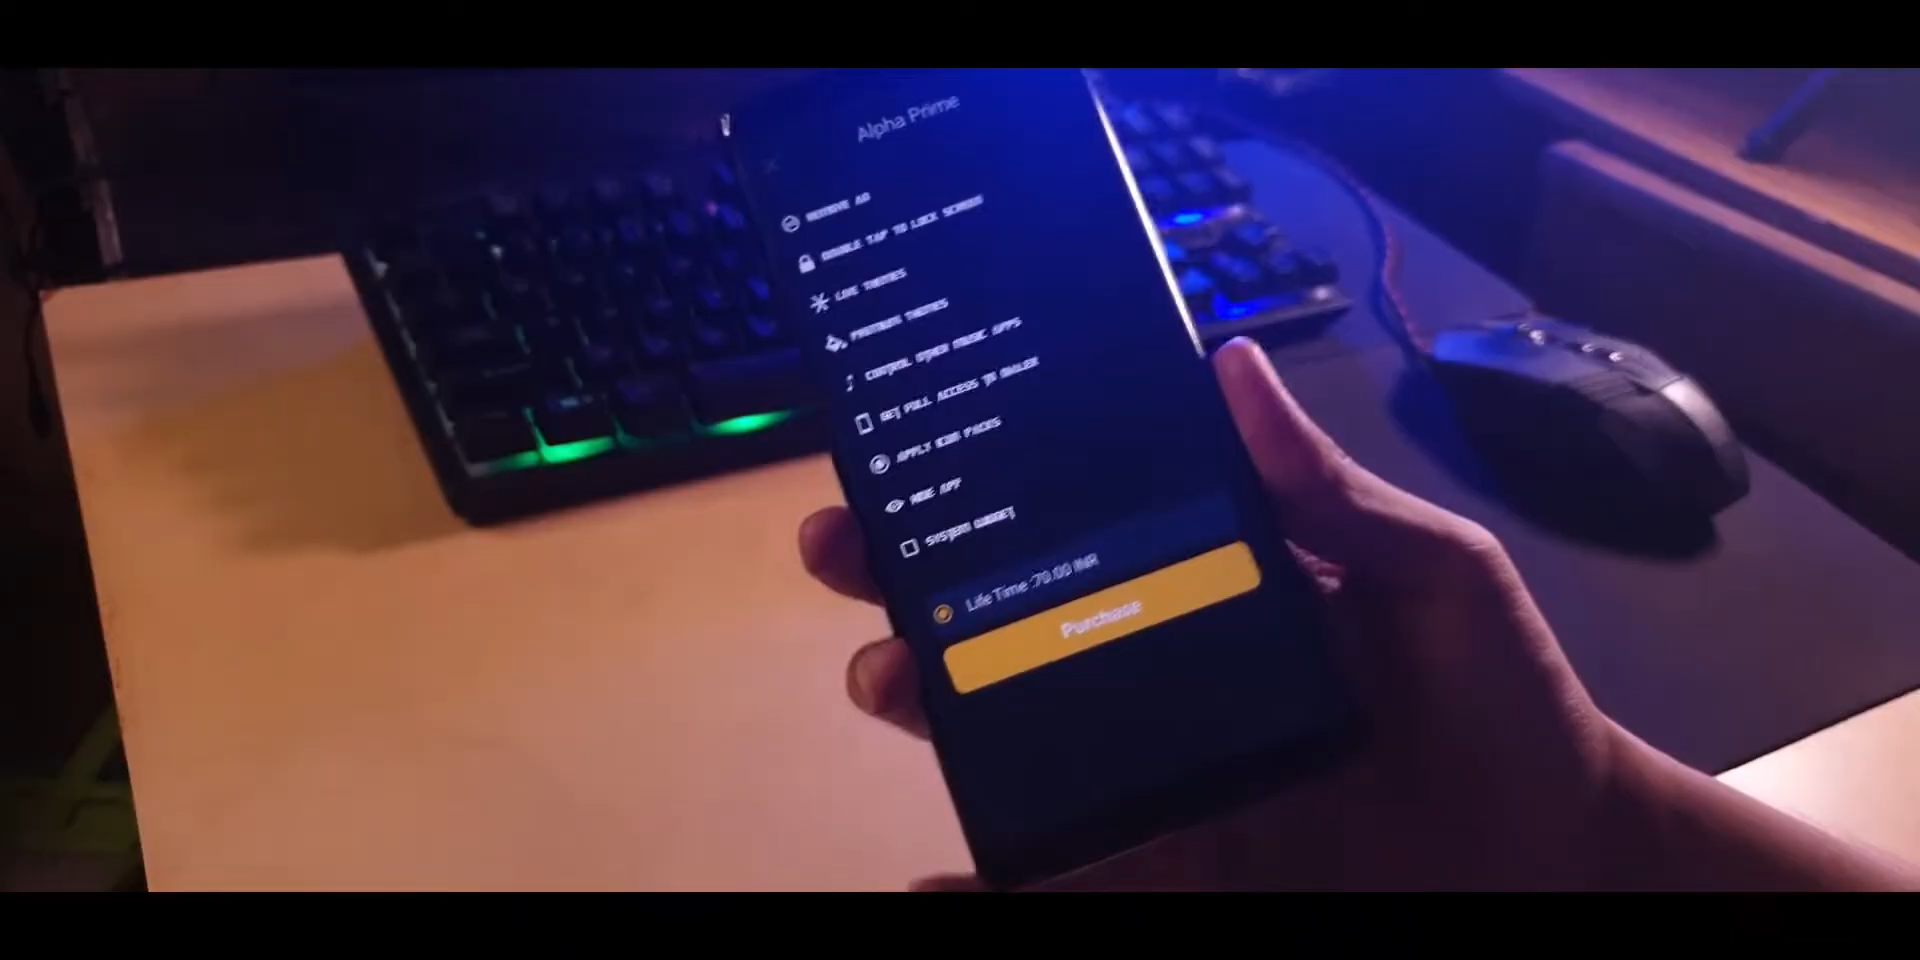 Alpha Prime
REMOVE AD
DOUBLE TAP TO LOCK SCREEN
LIVE THEMES
PREMIUM THEMES
CONTROL OTHER MUSIC APPS
GET FULL ACCESS TO DIALER
APPLY ICON PACKS
HIDE APP
SYSTEM WIDGET
Life Time :70.00 INR
Purchase